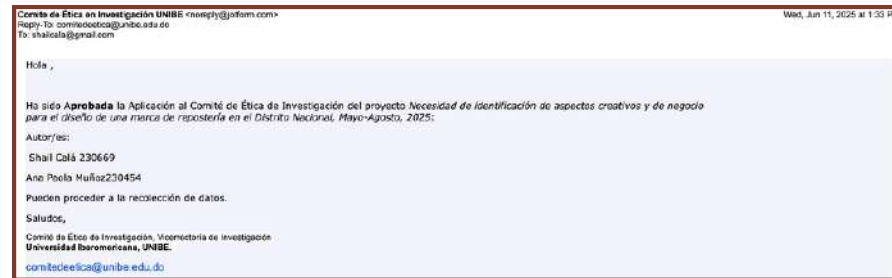 Comite de Ética en Investigación UNIBE <noreply@jotform.com>
Wed, Jun 11, 2025 at 1:33 P
Reply-To: comitedeetica@unibe.edu.do
To: shailcala@gmail.com
Hola ,
Ha sido Aprobada la Aplicación al Comité de Ética de Investigación del proyecto Necesidad de identificación de aspectos creativos y de negocio
para el diseño de una marca de repostería en el Distrito Nacional, Mayo-Agosto, 2025:
Autor/es:
Shail Calá 230669
Ana Paola Muñoz230454
Pueden proceder a la recolección de datos.
Saludos,
Comité de Ética de Investigación, Vicerrectoría de Investigación
Universidad Iberoamericana, UNIBE.
comitedeetica@unibe.edu.do